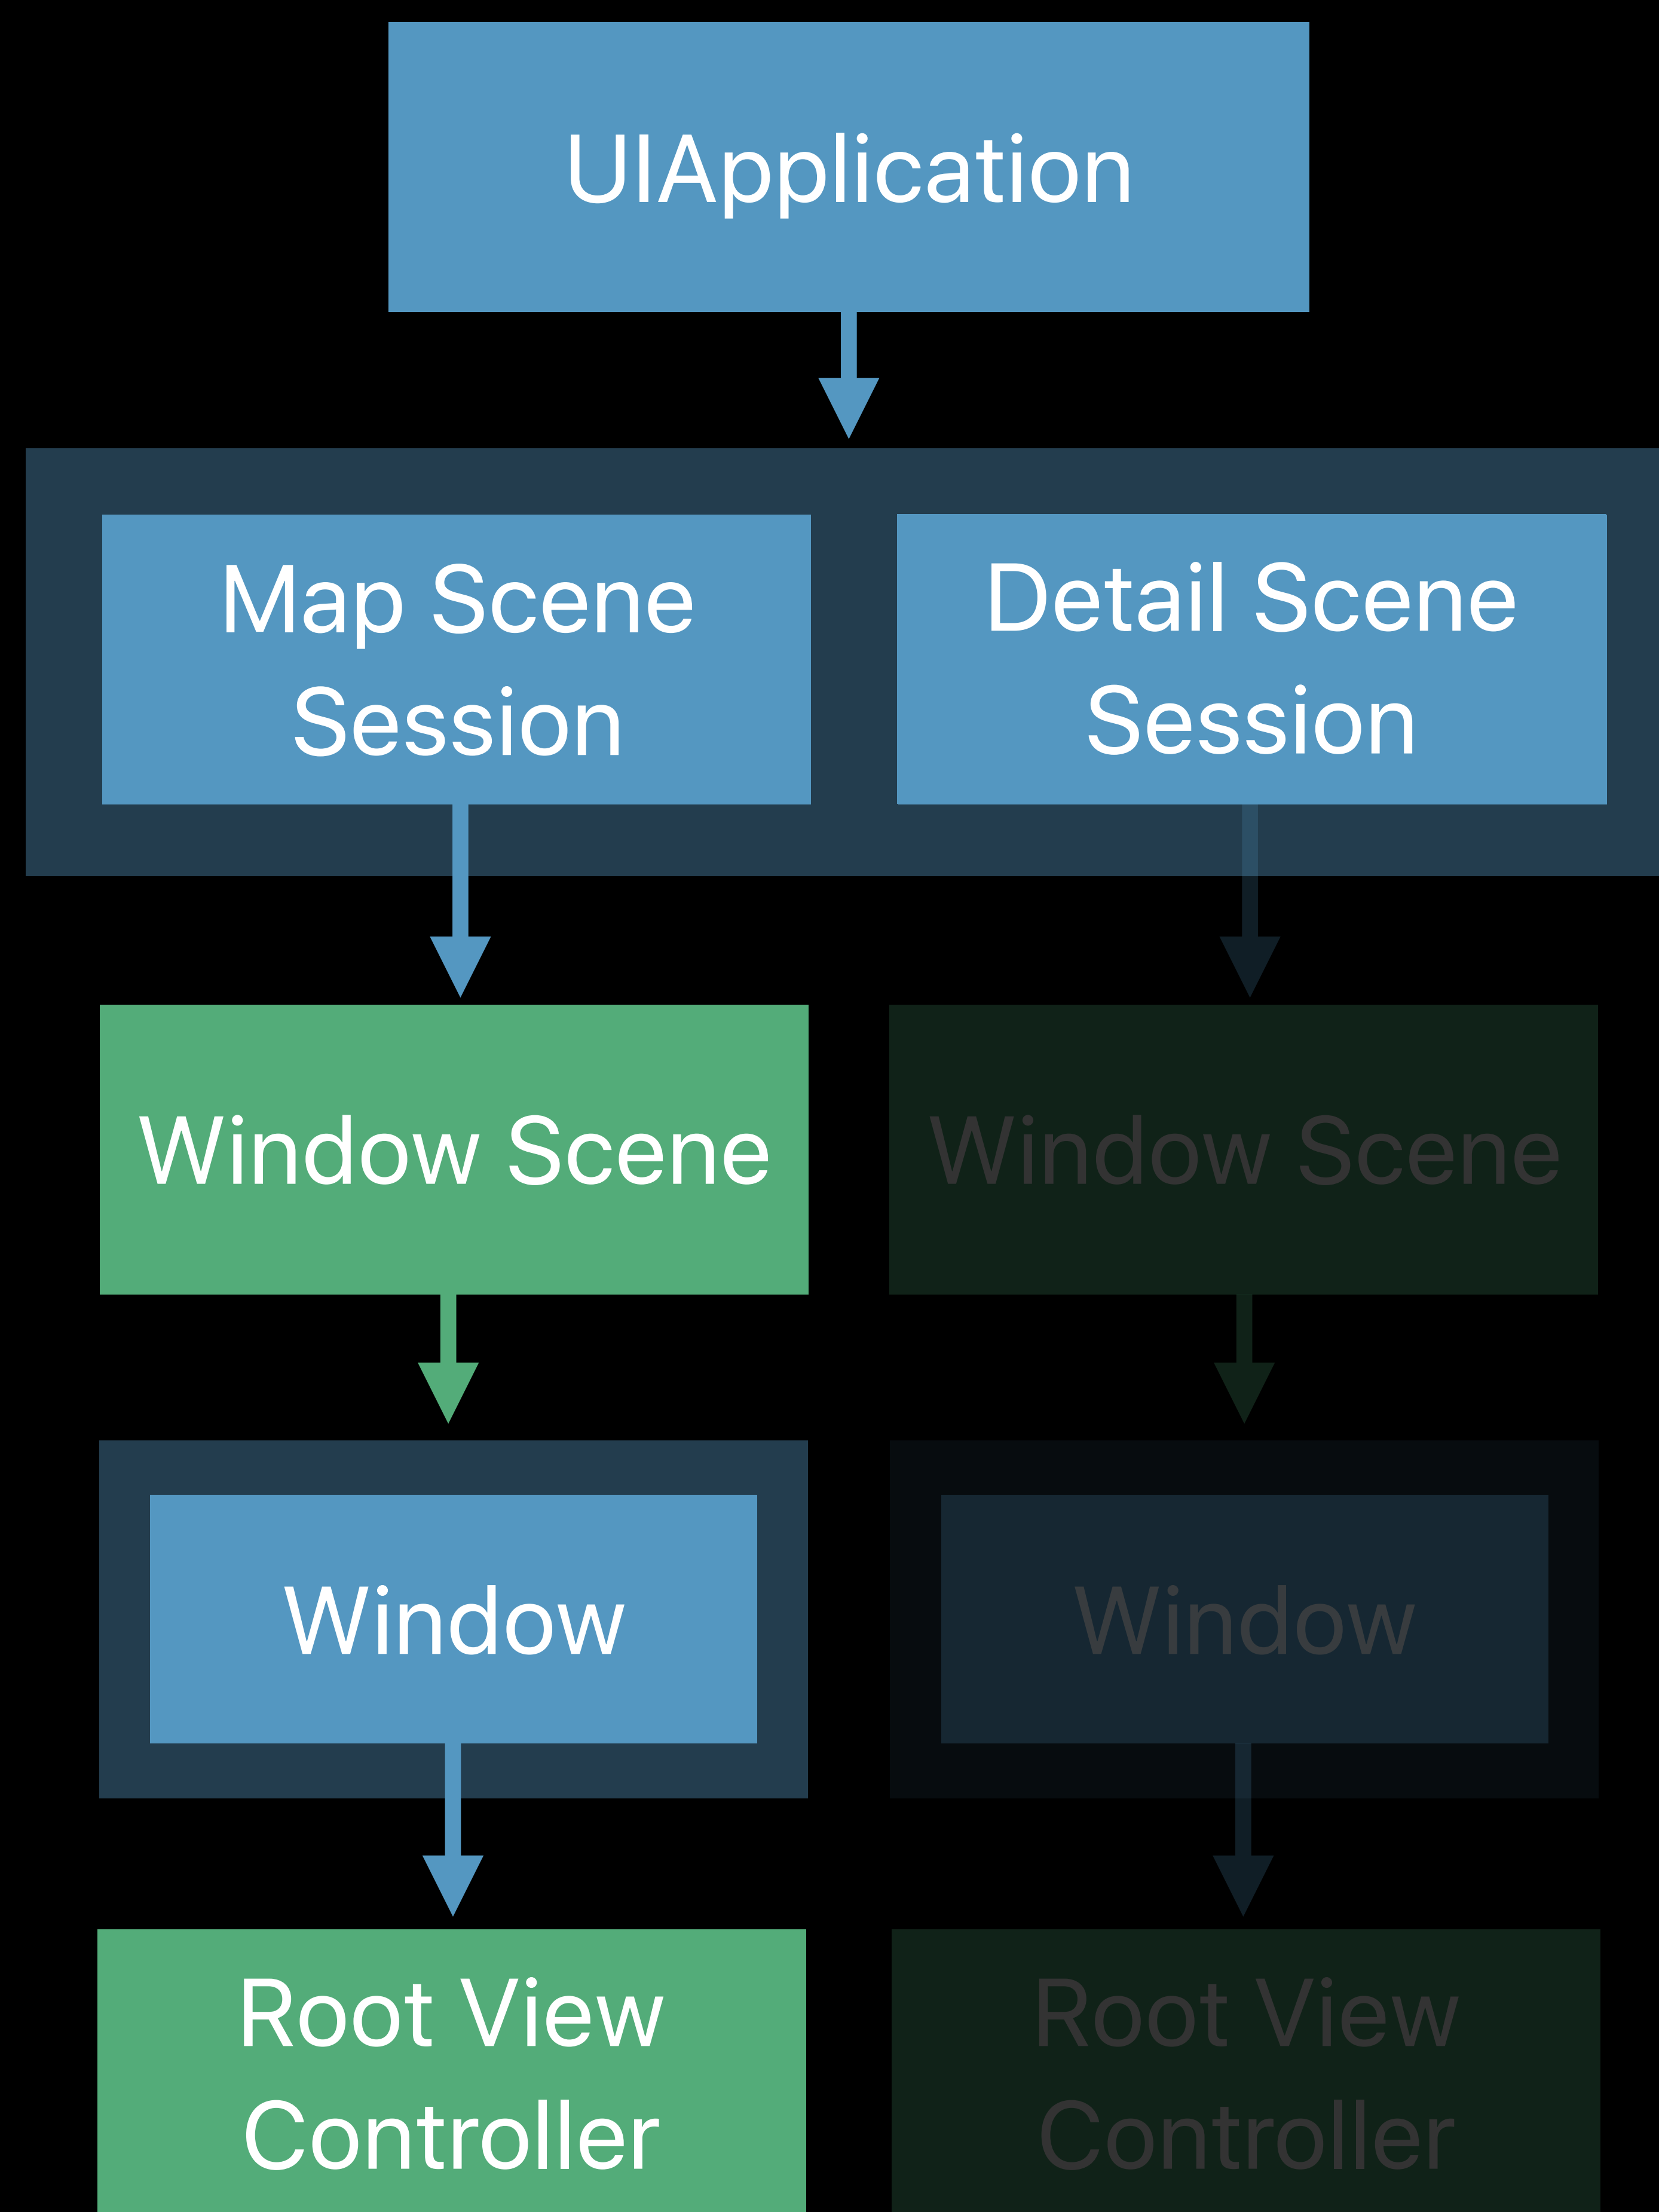 UIApplication
Map Scene
Session
Detail Scene
Session
Window Scene
Window Scene
Window
Window
Root View
Controller
Root View
Controller